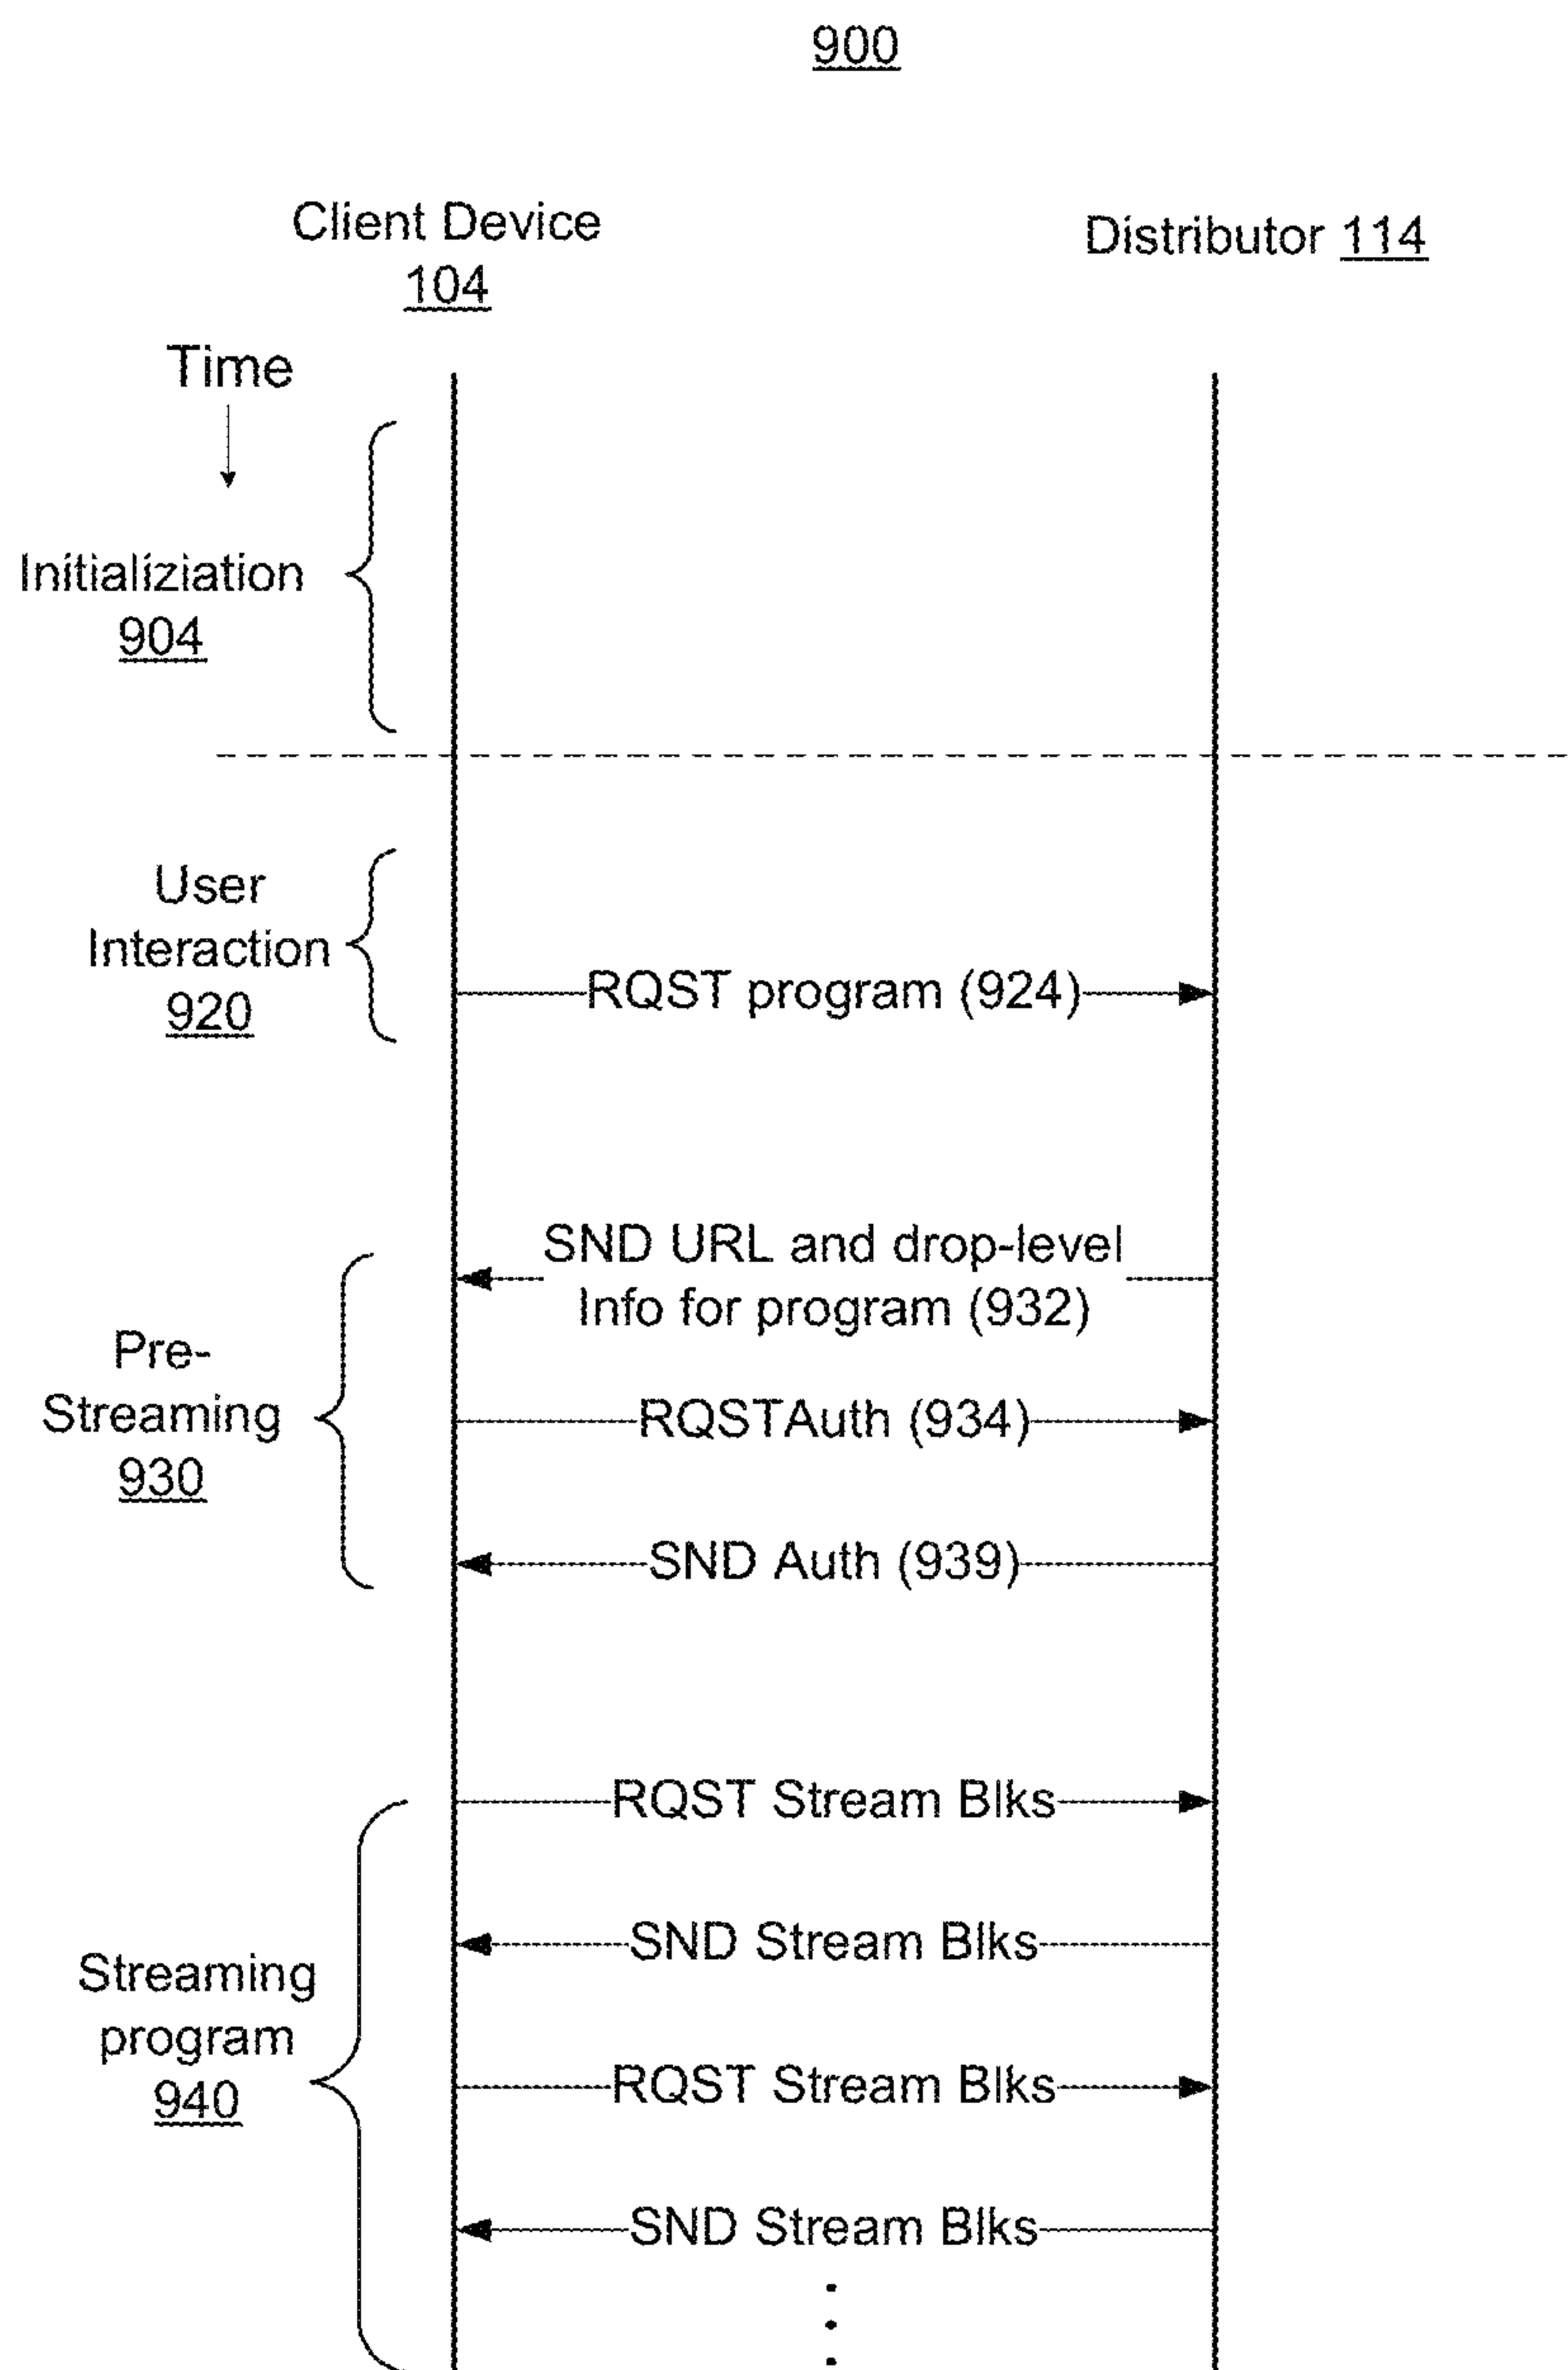 900
Client Device
104
Distributor 114
Time
Initializiation
904
User
Interaction
920
RQST program (924)
SND URL and drop-level
Info for program (932)
Pre-
Streaming
930
RQSTAuth (934)
SND Auth (939)
RQST Stream Blks
SND Stream Blks
Streaming
program
940
RQST Stream Blks
SND Stream Blks